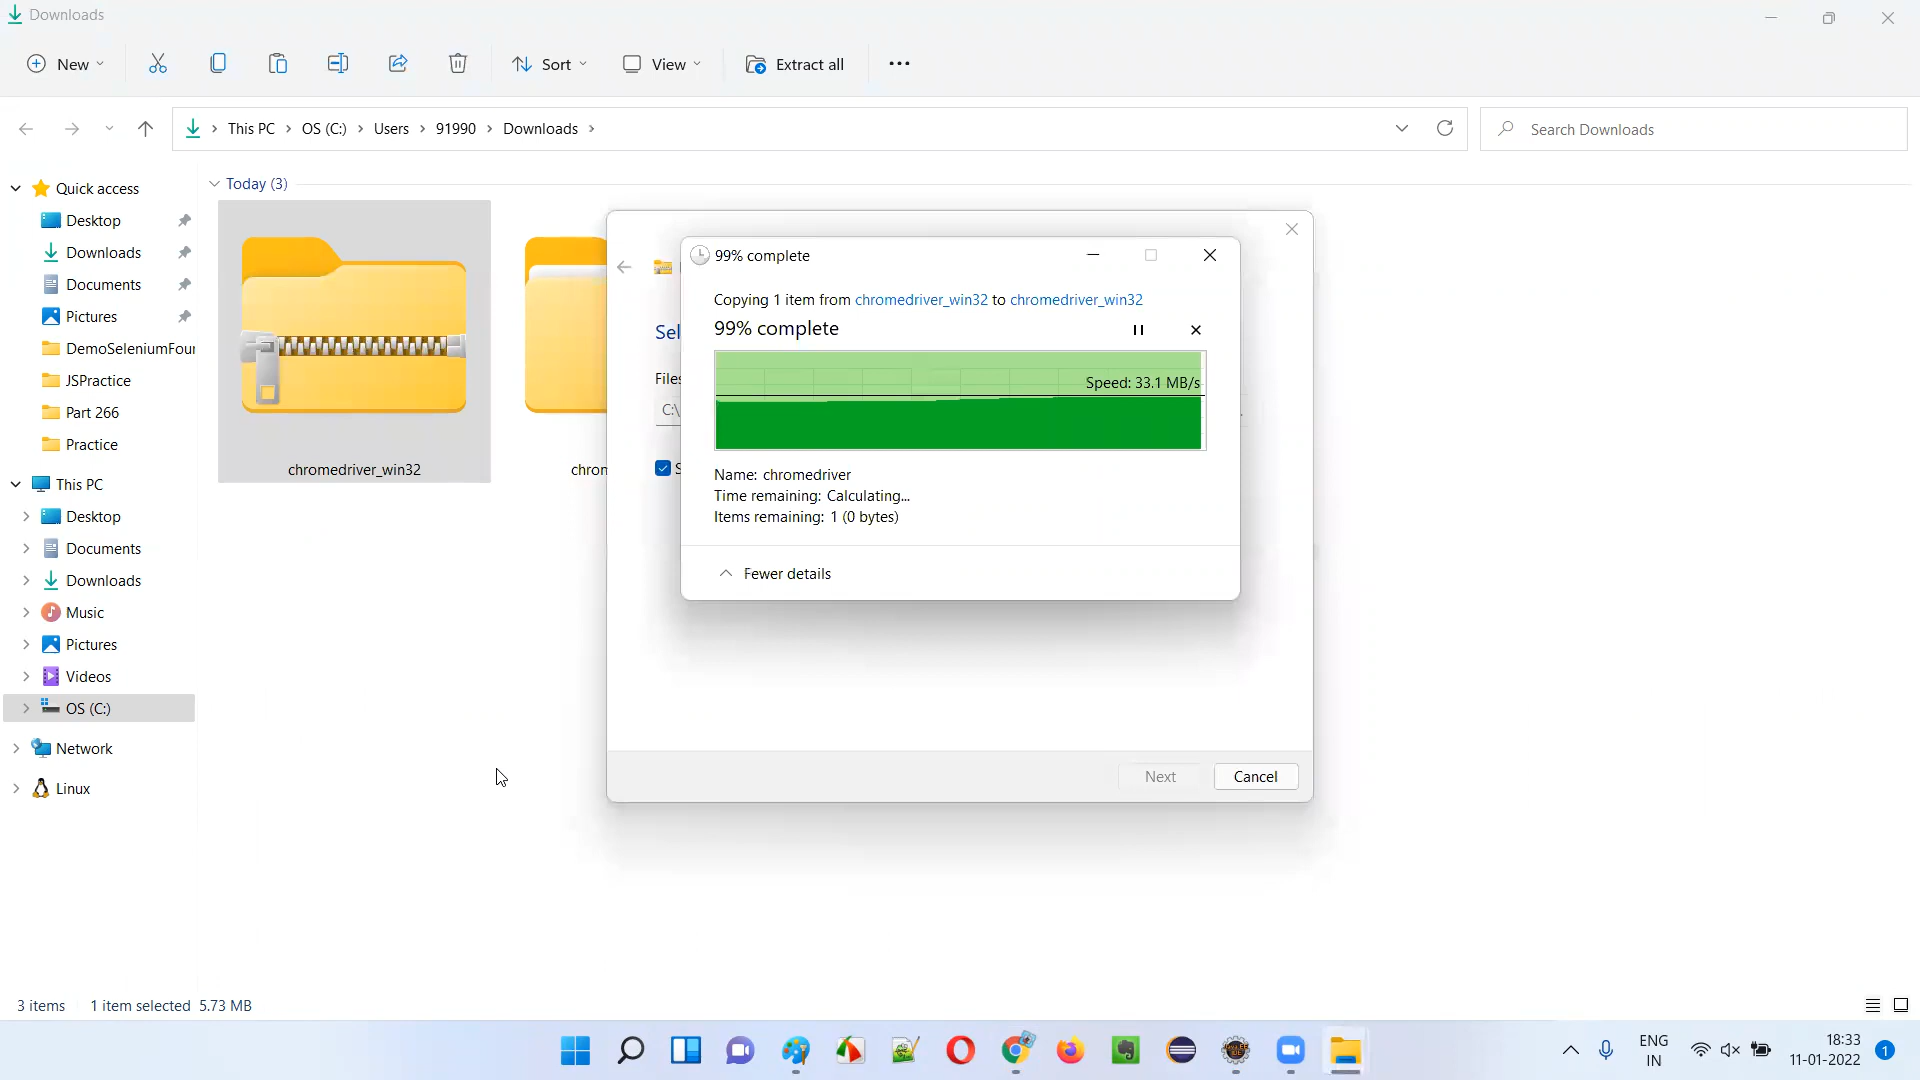 Downloads
New
Sort
View
Extract all
This PC
OS (C:)
Users
91990
Downloads
Search Downloads
Quick access
Desktop
Downloads
Documents
Pictures
DemoSeleniumFour
JSPractice
Part 266
Practice
This PC
Desktop
Documents
Downloads
Music
Pictures
Videos
OS (C:)
Network
Linux
Today (3)
chromedriver_win32
chrom
Sel
Files
C:\
S
99% complete
Copying 1 item from chromedriver_win32 to chromedriver_win32
99% complete
Speed: 33.1 MB/s
Name: chromedriver
Time remaining: Calculating...
Items remaining: 1 (0 bytes)
Fewer details
Next
Cancel
3 items 1 item selected 5.73 MB
ENG
IN
18:33
11-01-2022
1